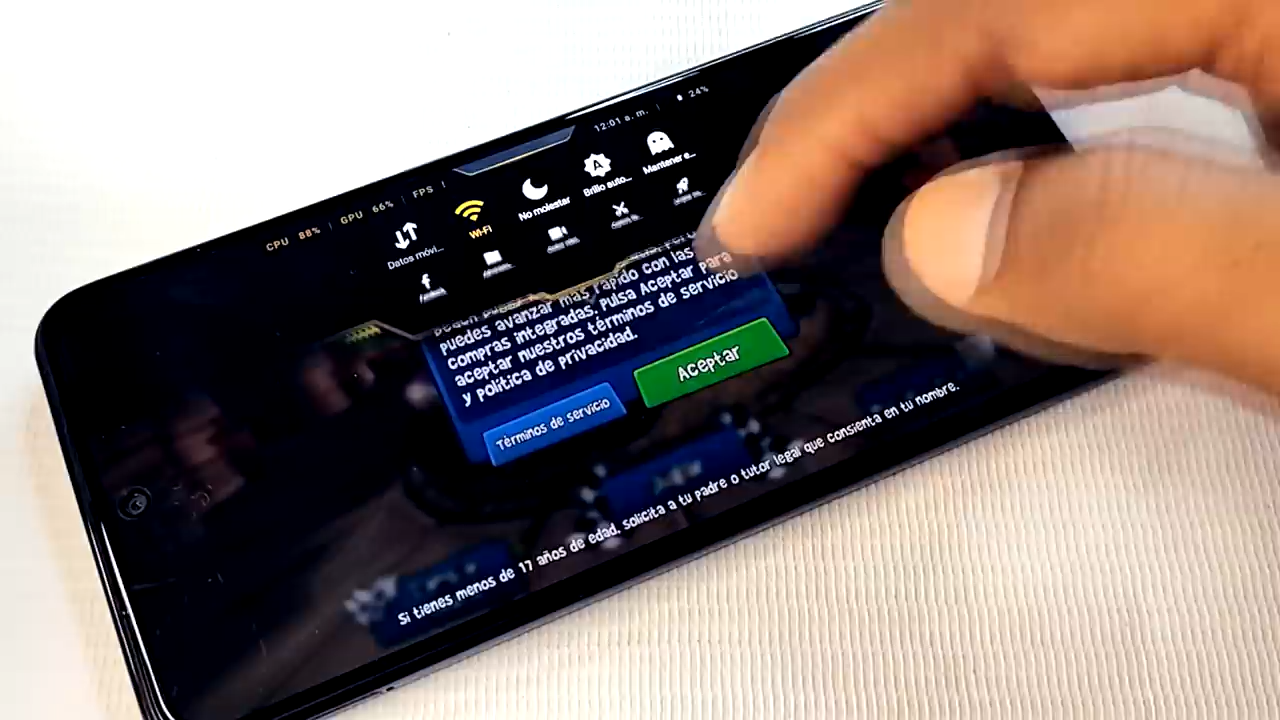 CPU 88% | GPU 66% | FPS
12:01 a. m. | 24%
Datos móvi...
Wi-Fi
No molestar
Brillo auto...
Mantener e...
puedes avanzar más rápido con las
compras integradas. Pulsa Aceptar para
aceptar nuestros términos de servicio
y política de privacidad.
Términos de servicio
Aceptar
Si tienes menos de 17 años de edad, solicita a tu padre o tutor legal que consienta en tu nombre.